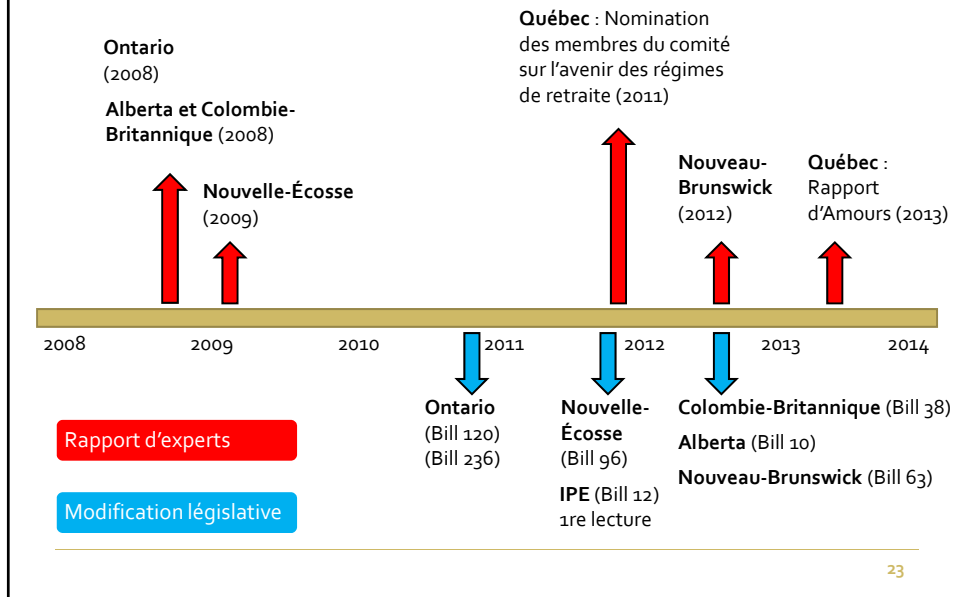 Québec : Nomination
des membres du comité
sur l'avenir des régimes
de retraite (2011)
Ontario
(2008)
Alberta et Colombie-
Britannique (2008)
Nouvelle-Écosse
(2009)
Nouveau-
Brunswick
(2012)
Québec :
Rapport
d'Amours (2013)
2008 2009 2010 2011 2012 2013 2014
Ontario
(Bill 120)
(Bill 236)
Nouvelle-
Écosse
(Bill 96)
IPE (Bill 12)
1re lecture
Colombie-Britannique (Bill 38)
Alberta (Bill 10)
Nouveau-Brunswick (Bill 63)
Rapport d'experts
Modification législative
23